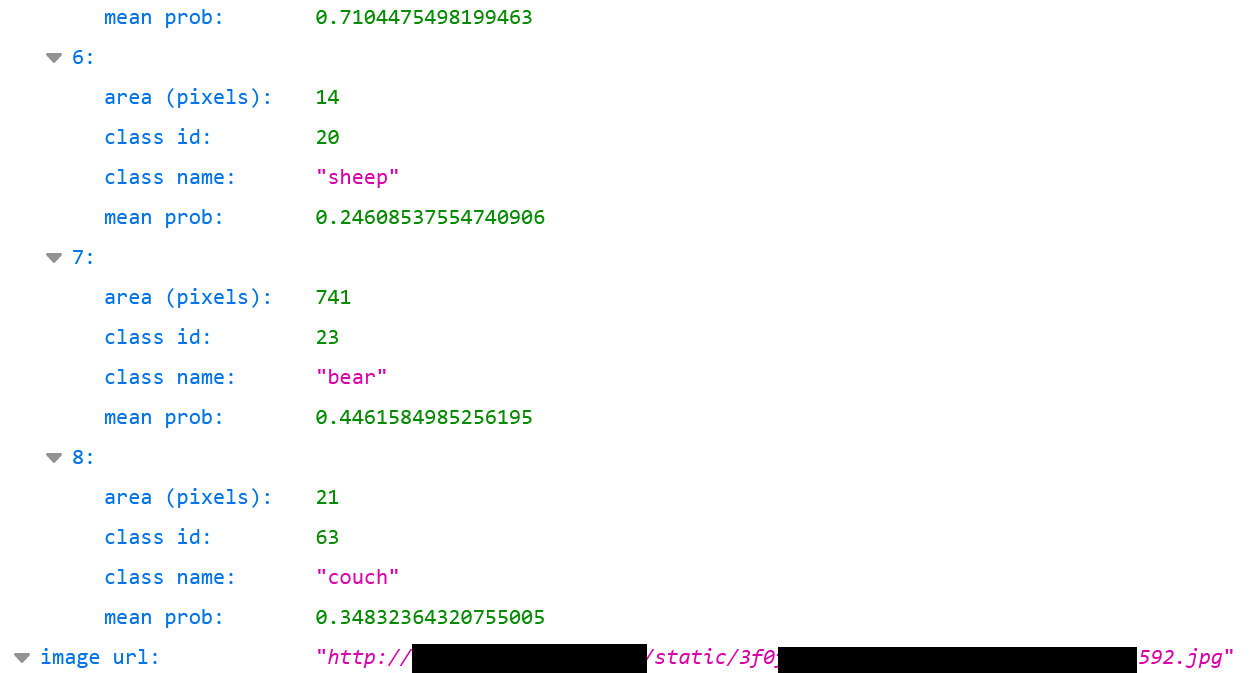 mean prob: 0.7104475498199463
6:
area (pixels): 14
class id: 20
class name: "sheep"
mean prob: 0.24608537554740906
7:
area (pixels): 741
class id: 23
class name: "bear"
mean prob: 0.4461584985256195
8:
area (pixels): 21
class id: 63
class name: "couch"
mean prob: 0.34832364320755005
image url: "http:// /static/3f0 592.jpg"